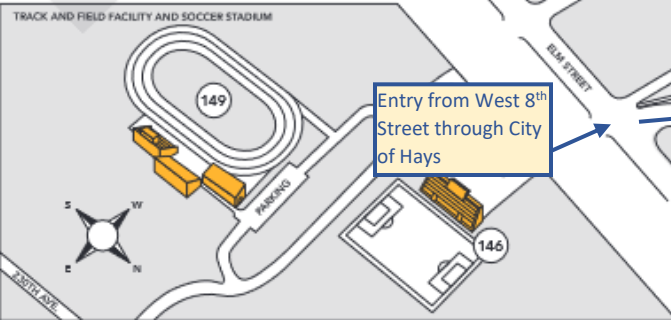 TRACK AND FIELD FACILITY AND SOCCER STADIUM
ELM STREET
149
Entry from West 8th
Street through City
of Hays
PARKING
S
W
E
N
146
230TH AVE.